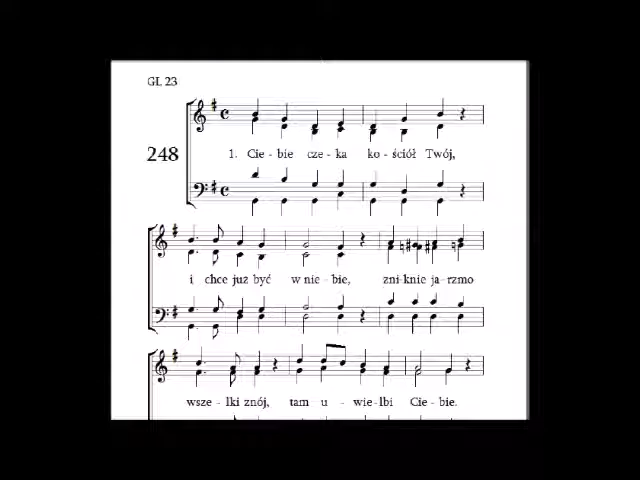 GL 23
248
1. Cie - bie cze - ka ko - ściół Twój,
i chce już być w nie - bie, zni-knie ja-rzmo
wsze - lki znój, tam u - wie-lbi Cie-bie.